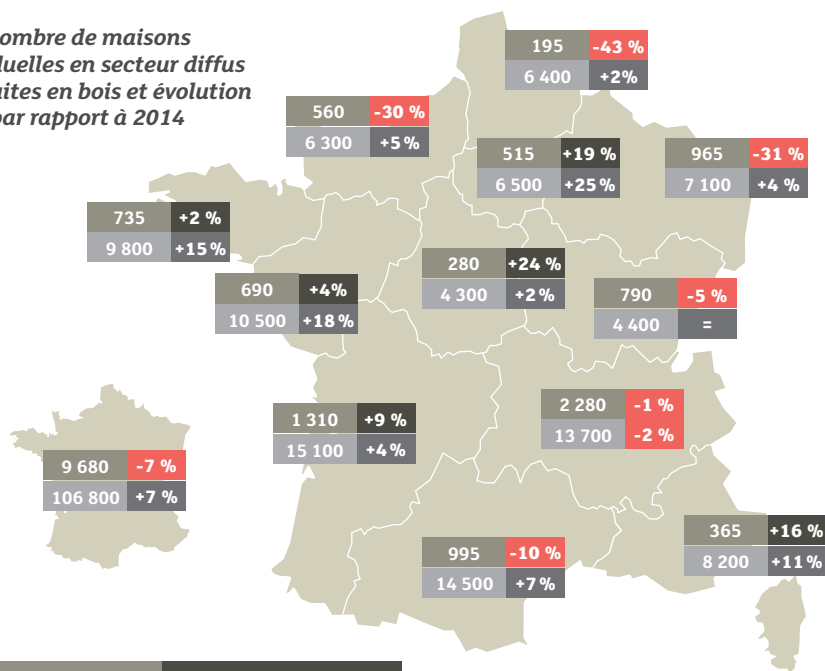 ombre de maisons
duelles en secteur diffus
ites en bois et évolution
par rapport à 2014
195 -43 %
6 400 +2%
560 -30 %
6 300 +5%
515 +19 %
6 500 +25%
965 -31 %
7 100 +4 %
735 +2 %
9 800 +15%
280 +24%
4 300 +2%
690 +4%
10 500 +18%
790 -5 %
4 400 =
1 310 +9 %
15 100 +4%
2 280 -1 %
13 700 -2 %
9 680 -7 %
106 800 +7%
365 +16 %
8 200 +11%
995 -10 %
14 500 +7%